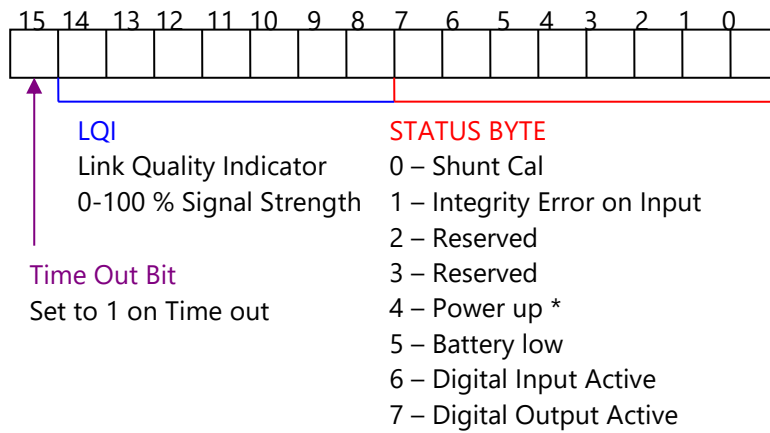 15 14 13 12 11 10 9 8 7 6 5 4 3 2 1 0
LQI
Link Quality Indicator
0-100 % Signal Strength
Time Out Bit
Set to 1 on Time out
STATUS BYTE
0 – Shunt Cal
1 – Integrity Error on Input
2 – Reserved
3 – Reserved
4 – Power up *
5 – Battery low
6 – Digital Input Active
7 – Digital Output Active